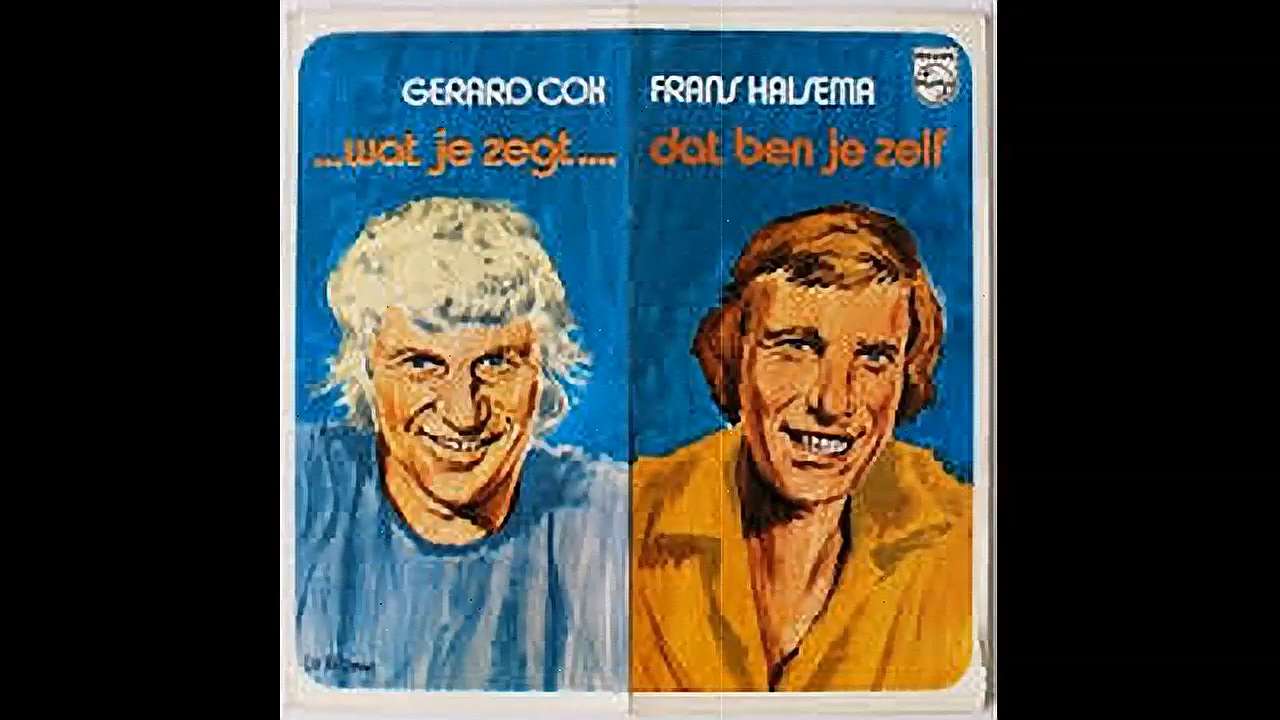 GERARD COX
FRANS HALSEMA
...wat je zegt....
dat ben je zelf